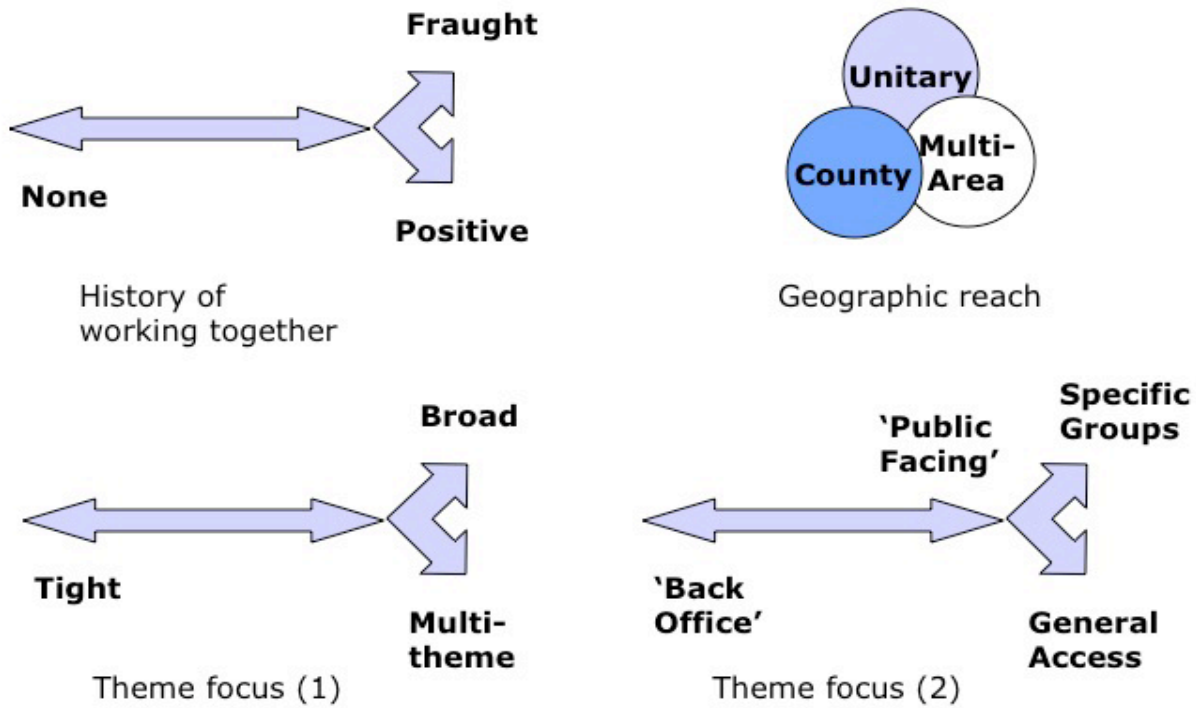 Fraught
None
Positive
History of
working together
Unitary
County
Multi-
Area
Geographic reach
Broad
Tight
Multi-
theme
Theme focus (1)
Specific
Groups
‘Public
Facing’
‘Back
Office’
General
Access
Theme focus (2)